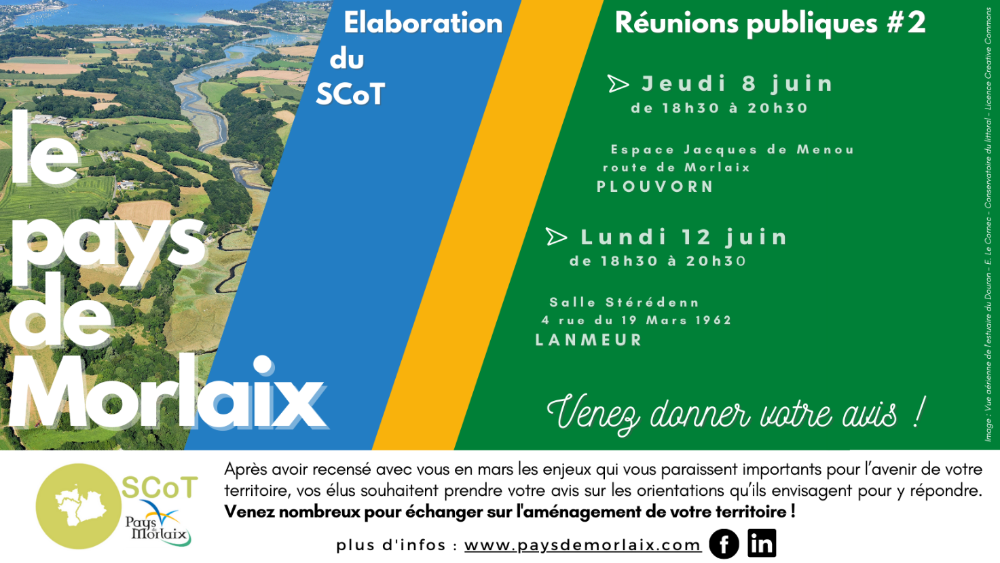 le
pays
de
Morlaix
Elaboration
du
SCoT
Réunions publiques #2
Jeudi 8 juin
de 18h30 à 20h30
Espace Jacques de Menou
route de Morlaix
PLOUVORN
Lundi 12 juin
de 18h30 à 20h30
Salle Stérédenn
4 rue du 19 Mars 1962
LANMEUR
Venez donner votre avis !
Image : Vue aérienne de l'estuaire du Douron - E. Le Cornec - Conservatoire du littoral - Licence Creative Commons
SCoT
Pays
de
Morlaix
Après avoir recensé avec vous en mars les enjeux qui vous paraissent importants pour l’avenir de votre
territoire, vos élus souhaitent prendre votre avis sur les orientations qu’ils envisagent pour y répondre.
Venez nombreux pour échanger sur l'aménagement de votre territoire !
plus d'infos : www.paysdemorlaix.com f in